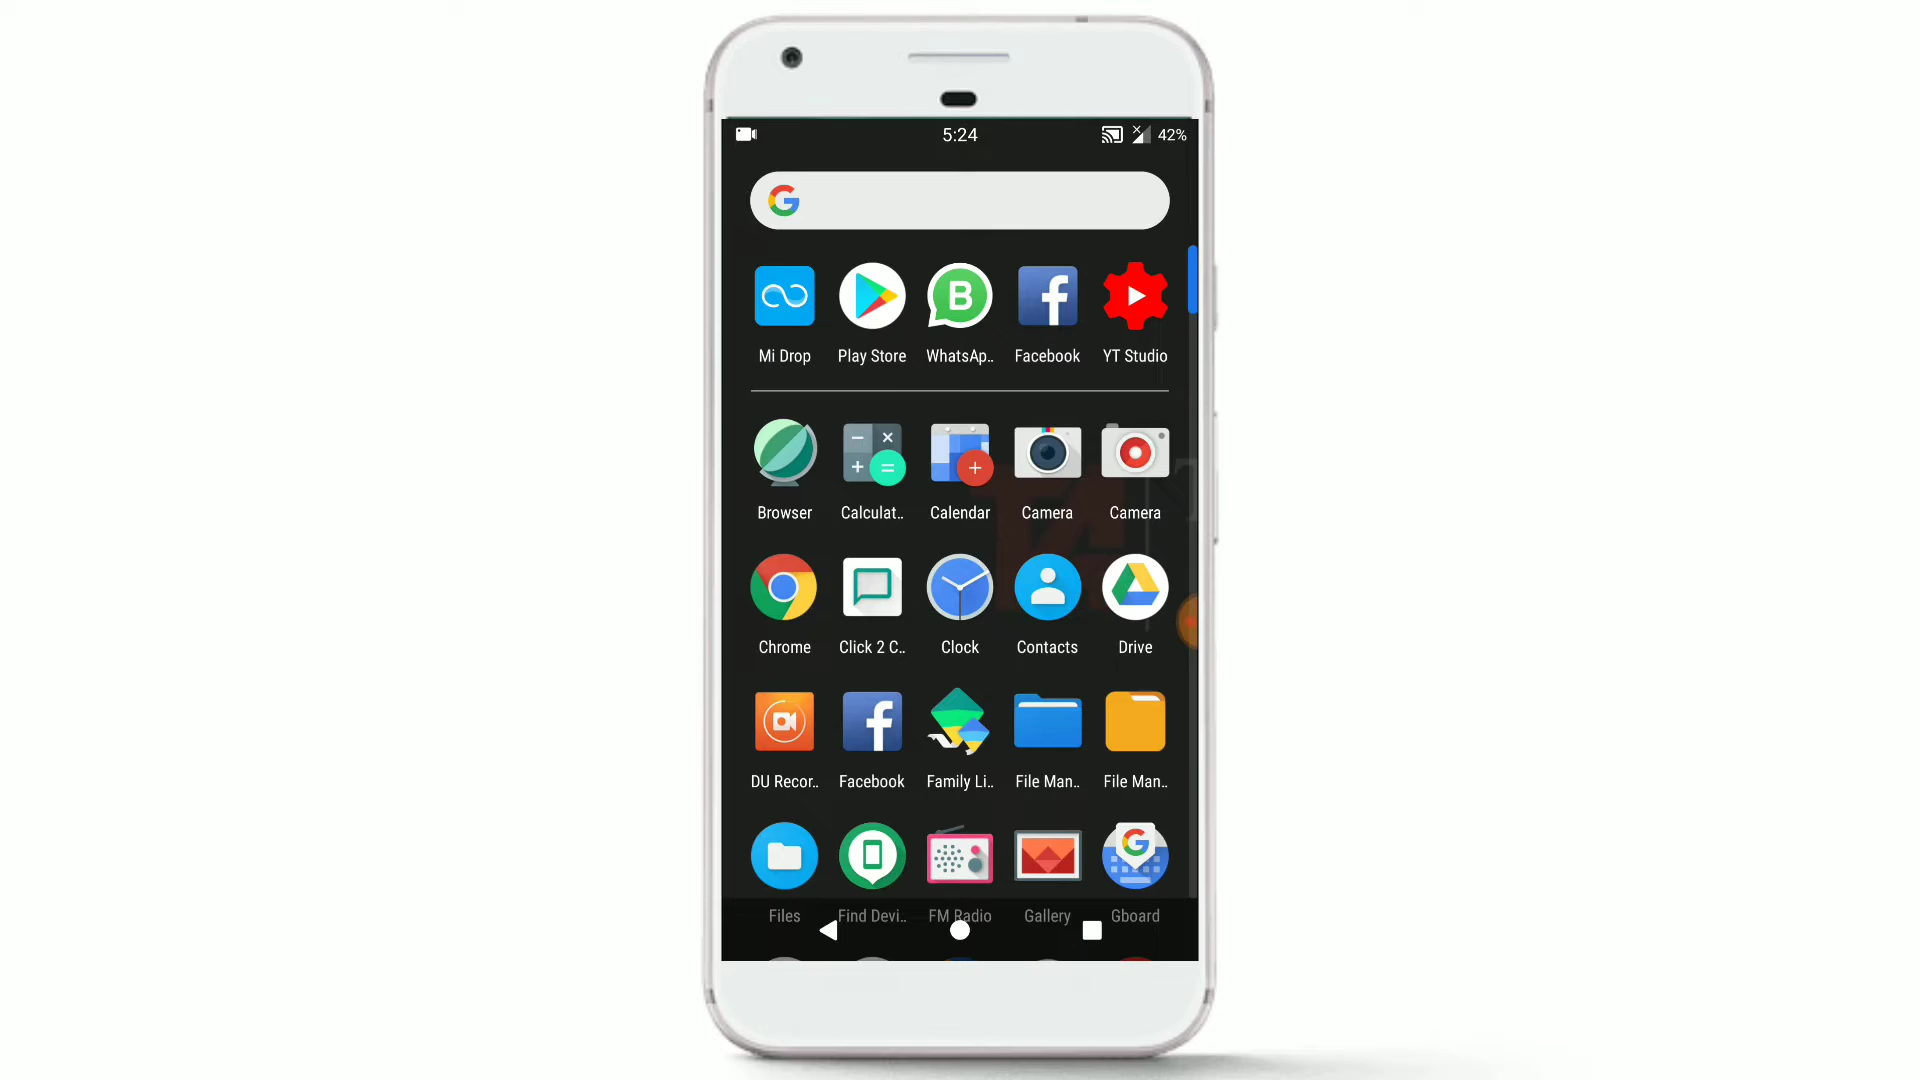 5:24 42%
Mi Drop Play Store WhatsAp.. Facebook YT Studio
Browser Calculat.. Calendar Camera Camera
Chrome Click 2 C.. Clock Contacts Drive
DU Recor.. Facebook Family Li.. File Man.. File Man..
Files Find Devi.. FM Radio Gallery Gboard